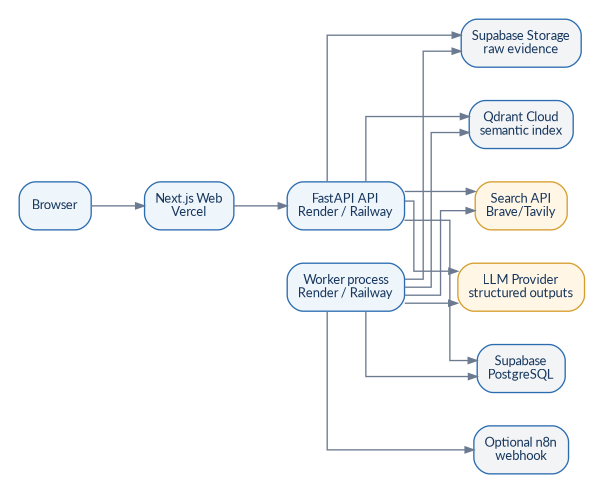 Supabase Storage
raw evidence
Qdrant Cloud
semantic index
Browser
Next.js Web
Vercel
FastAPI API
Render / Railway
Search API
Brave/Tavily
Worker process
Render / Railway
LLM Provider
structured outputs
Supabase
PostgreSQL
Optional n8n
webhook